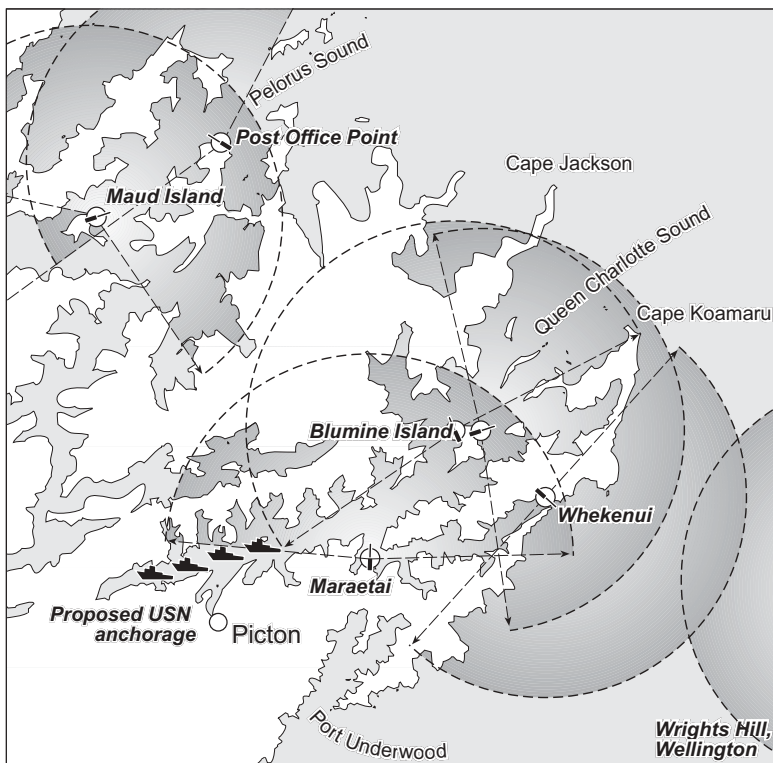 Pelorus Sound
Post Office Point
Cape Jackson
Maud Island
Queen Charlotte Sound
Cape Koamaru
Blumine Island
Whekenui
Maraetai
Proposed USN
anchorage
Picton
Port Underwood
Wrights Hill,
Wellington